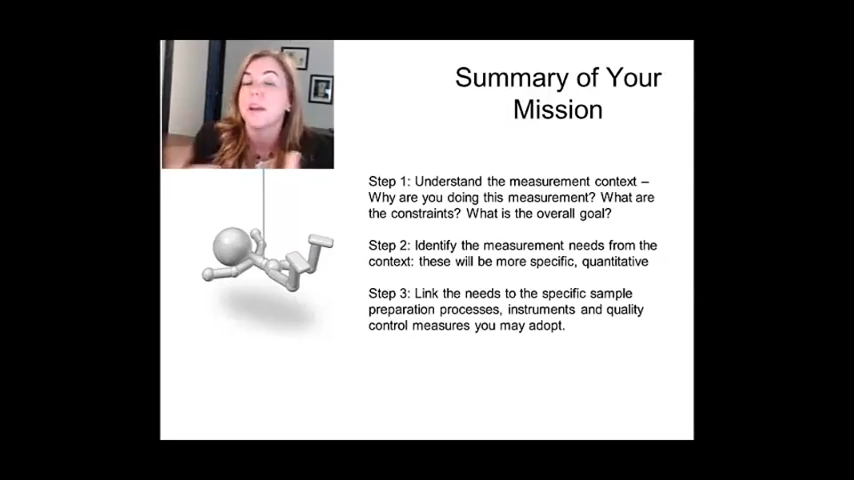 Summary of Your
Mission
Step 1: Understand the measurement context –
Why are you doing this measurement? What are
the constraints? What is the overall goal?
Step 2: Identify the measurement needs from the
context: these will be more specific, quantitative
Step 3: Link the needs to the specific sample
preparation processes, instruments and quality
control measures you may adopt.